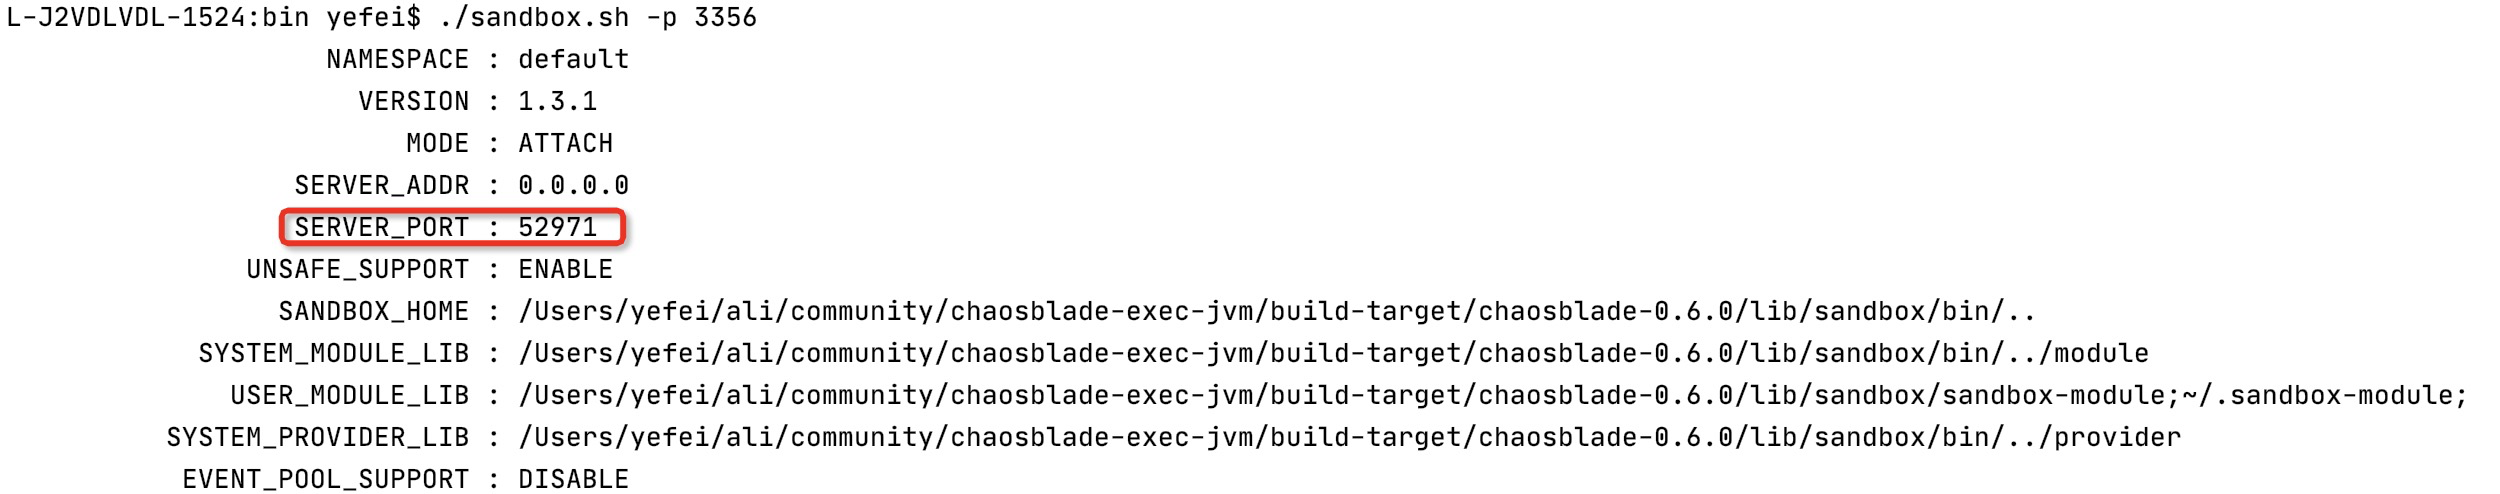 L-J2VDLVDL-1524:bin yefei$ ./sandbox.sh -p 3356
NAMESPACE : default
VERSION : 1.3.1
MODE : ATTACH
SERVER_ADDR : 0.0.0.0
SERVER_PORT : 52971
UNSAFE_SUPPORT : ENABLE
SANDBOX_HOME : /Users/yefei/ali/community/chaosblade-exec-jvm/build-target/chaosblade-0.6.0/lib/sandbox/bin/..
SYSTEM_MODULE_LIB : /Users/yefei/ali/community/chaosblade-exec-jvm/build-target/chaosblade-0.6.0/lib/sandbox/bin/../module
USER_MODULE_LIB : /Users/yefei/ali/community/chaosblade-exec-jvm/build-target/chaosblade-0.6.0/lib/sandbox/sandbox-module;~/.sandbox-module;
SYSTEM_PROVIDER_LIB : /Users/yefei/ali/community/chaosblade-exec-jvm/build-target/chaosblade-0.6.0/lib/sandbox/bin/../provider
EVENT_POOL_SUPPORT : DISABLE